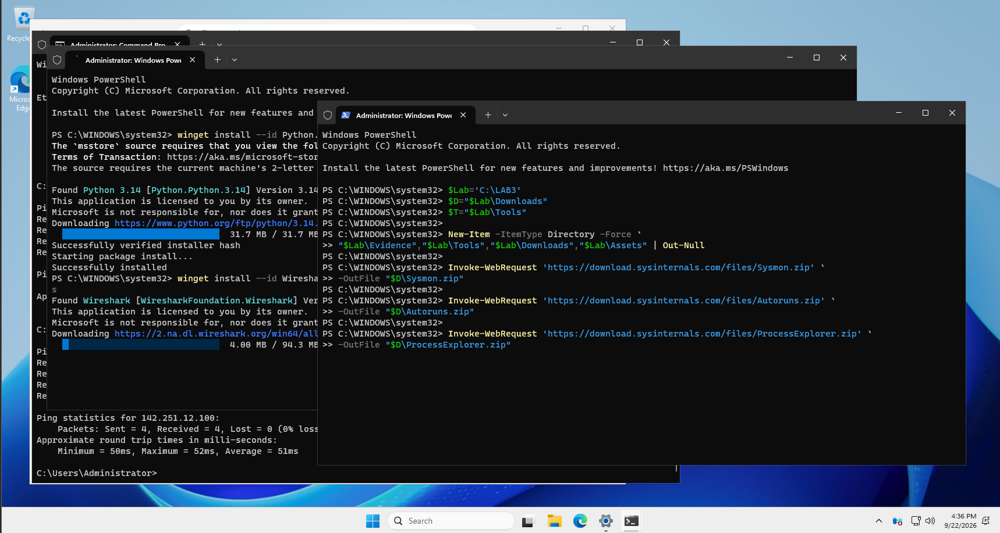 Recycle
Micros
Edge
Administrator: Command Pro
Wi
Et
C:
Pi
Re
Re
Re
Re
Pi
Ap
C:
Pi
Re
Re
Re
Re
Ping statistics for 142.251.12.100:
Packets: Sent = 4, Received = 4, Lost = 0 (0% loss
Approximate round trip times in milli-seconds:
Minimum = 50ms, Maximum = 52ms, Average = 51ms
C:\Users\Administrator>
Administrator: Windows Powe
Windows PowerShell
Copyright (C) Microsoft Corporation. All rights reserved.
Install the latest PowerShell for new features and
PS C:\WINDOWS\system32> winget install --id Python.
The `msstore` source requires that you view the fol
Terms of Transaction: https://aka.ms/microsoft-stor
The source requires the current machine's 2-letter
Found Python 3.14 [Python.Python.3.14] Version 3.14
This application is licensed to you by its owner.
Microsoft is not responsible for, nor does it grant
Downloading https://www.python.org/ftp/python/3.14.
31.7 MB / 31.7 MB
Successfully verified installer hash
Starting package install...
Successfully installed
PS C:\WINDOWS\system32> winget install --id Wiresha
s
Found Wireshark [WiresharkFoundation.Wireshark] Ver
This application is licensed to you by its owner.
Microsoft is not responsible for, nor does it grant
Downloading https://2.na.dl.wireshark.org/win64/all
4.00 MB / 94.3 MB
Administrator: Windows Powe
Windows PowerShell
Copyright (C) Microsoft Corporation. All rights reserved.
Install the latest PowerShell for new features and improvements! https://aka.ms/PSWindows
PS C:\WINDOWS\system32> $Lab='C:\LAB3'
PS C:\WINDOWS\system32> $D="$Lab\Downloads"
PS C:\WINDOWS\system32> $T="$Lab\Tools"
PS C:\WINDOWS\system32>
PS C:\WINDOWS\system32> New-Item -ItemType Directory -Force `
>> "$Lab\Evidence","$Lab\Tools","$Lab\Downloads","$Lab\Assets" | Out-Null
PS C:\WINDOWS\system32>
PS C:\WINDOWS\system32> Invoke-WebRequest 'https://download.sysinternals.com/files/Sysmon.zip' `
>> -OutFile "$D\Sysmon.zip"
PS C:\WINDOWS\system32>
PS C:\WINDOWS\system32> Invoke-WebRequest 'https://download.sysinternals.com/files/Autoruns.zip' `
>> -OutFile "$D\Autoruns.zip"
PS C:\WINDOWS\system32>
PS C:\WINDOWS\system32> Invoke-WebRequest 'https://download.sysinternals.com/files/ProcessExplorer.zip' `
>> -OutFile "$D\ProcessExplorer.zip"
Search
4:36 PM
9/22/2026